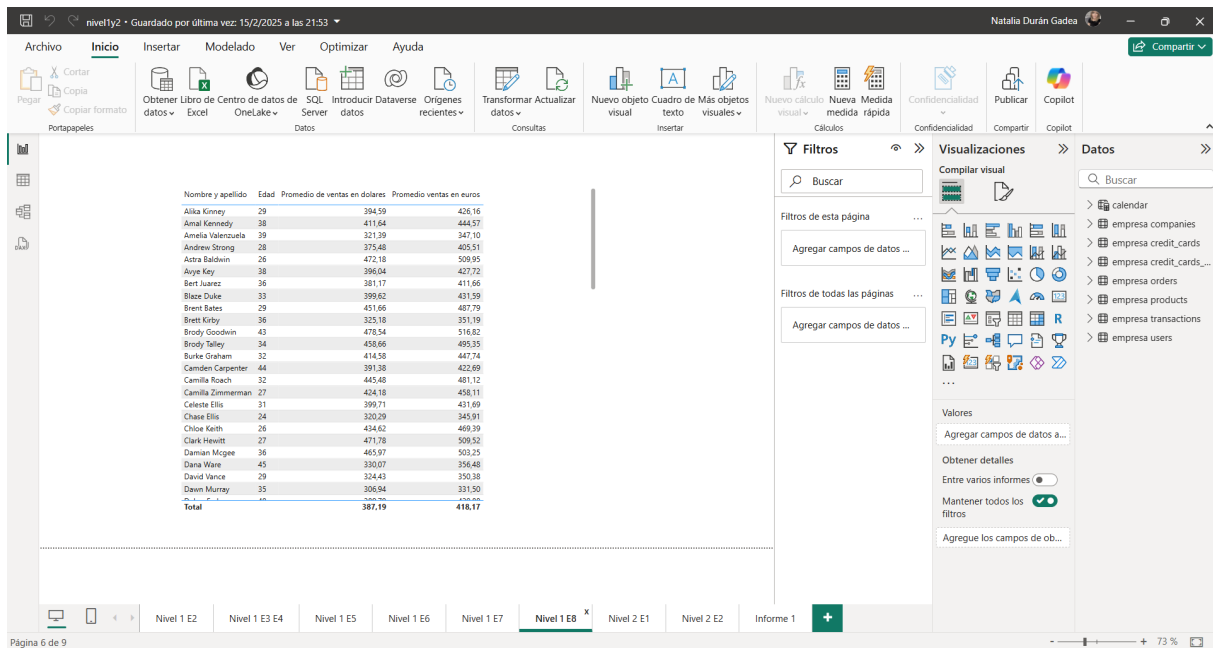 nivel1y2 • Guardado por última vez: 15/2/2025 a las 21:53
Natalia Durán Gadea
Archivo Inicio Insertar Modelado Ver Optimizar Ayuda
Compartir
Pegar
Cortar
Copia
Copiar formato
Portapapeles
Obtener datos
Libro de Excel
Centro de datos de OneLake
SQL Server
Introducir datos
Dataverse
Orígenes recientes
Datos
Transformar datos
Actualizar
Consultas
Nuevo objeto visual
Cuadro de texto
Más objetos visuales
Insertar
Nuevo cálculo visual
Nueva medida
Medida rápida
Cálculos
Confidencialidad
Confidencialidad
Publicar
Compartir
Copilot
Copilot
Nombre y apellido Edad Promedio de ventas en dolares Promedio ventas en euros
Alika Kinney 29 394,59 426,16
Amal Kennedy 38 411,64 444,57
Amelia Valenzuela 39 321,39 347,10
Andrew Strong 28 375,48 405,51
Astra Baldwin 26 472,18 509,95
Avye Key 38 396,04 427,72
Bert Juarez 36 381,17 411,66
Blaze Duke 33 399,62 431,59
Brent Bates 29 451,66 487,79
Brett Kirby 36 325,18 351,19
Brody Goodwin 43 478,54 516,82
Brody Talley 34 458,66 495,35
Burke Graham 32 414,58 447,74
Camden Carpenter 44 391,38 422,69
Camilla Roach 32 445,48 481,12
Camilla Zimmerman 27 424,18 458,11
Celeste Ellis 31 399,71 431,69
Chase Ellis 24 320,29 345,91
Chloe Keith 26 434,62 469,39
Clark Hewitt 27 471,78 509,52
Damian Mcgee 36 465,97 503,25
Dana Ware 45 330,07 356,48
David Vance 29 324,43 350,38
Dawn Murray 35 306,94 331,50
Total 387,19 418,17
Filtros
Buscar
Filtros de esta página ...
Agregar campos de datos ...
Filtros de todas las páginas ...
Agregar campos de datos ...
Visualizaciones
Compilar visual
123
R
Py
...
Valores
Agregar campos de datos a...
Obtener detalles
Entre varios informes
Mantener todos los
filtros
Agregue los campos de ob...
Datos
Buscar
calendar
empresa companies
empresa credit_cards
empresa credit_cards_...
empresa orders
empresa products
empresa transactions
empresa users
Nivel 1 E2 Nivel 1 E3 E4 Nivel 1 E5 Nivel 1 E6 Nivel 1 E7 Nivel 1 E8 Nivel 2 E1 Nivel 2 E2 Informe 1
Página 6 de 9
73 %